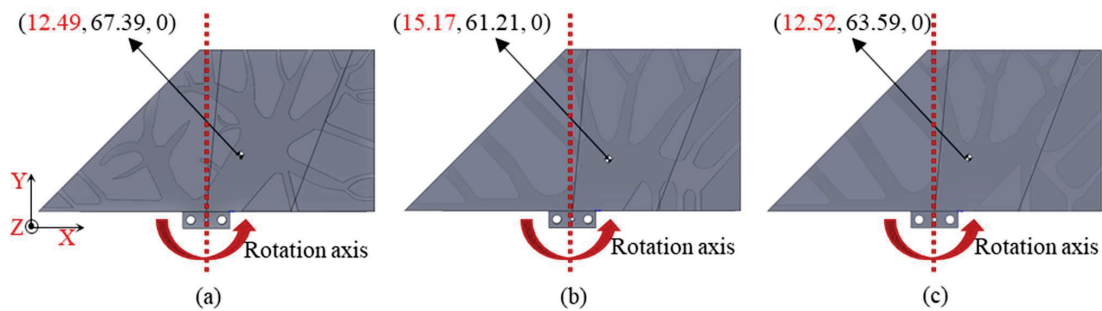 (12.49, 67.39, 0)
(15.17, 61.21, 0)
(12.52, 63.59, 0)
Y
Z
X
Rotation axis
Rotation axis
Rotation axis
(a)
(b)
(c)